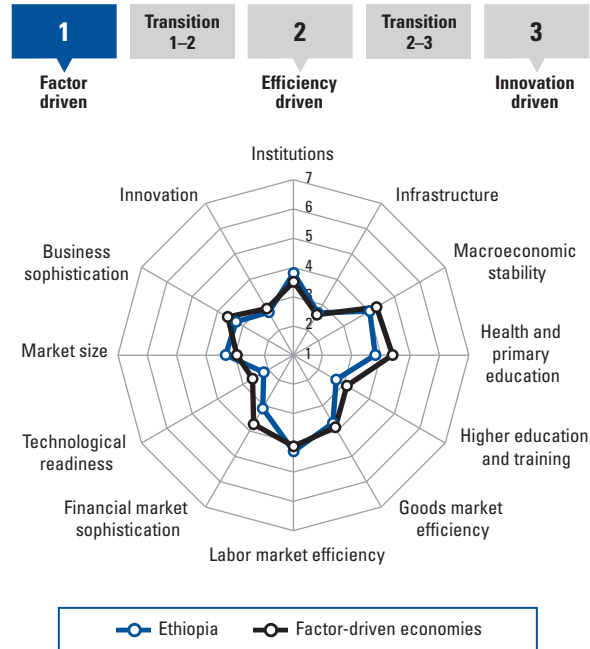 1
Transition
1–2
2
Transition
2–3
3
Factor
driven
Efficiency
driven
Innovation
driven
Institutions
7
Innovation
Infrastructure
6
5
Business
sophistication
Macroeconomic
stability
4
3
2
Market size
1
Health and
primary
education
Technological
readiness
Higher education
and training
Financial market
sophistication
Goods market
efficiency
Labor market efficiency
Ethiopia
Factor-driven economies